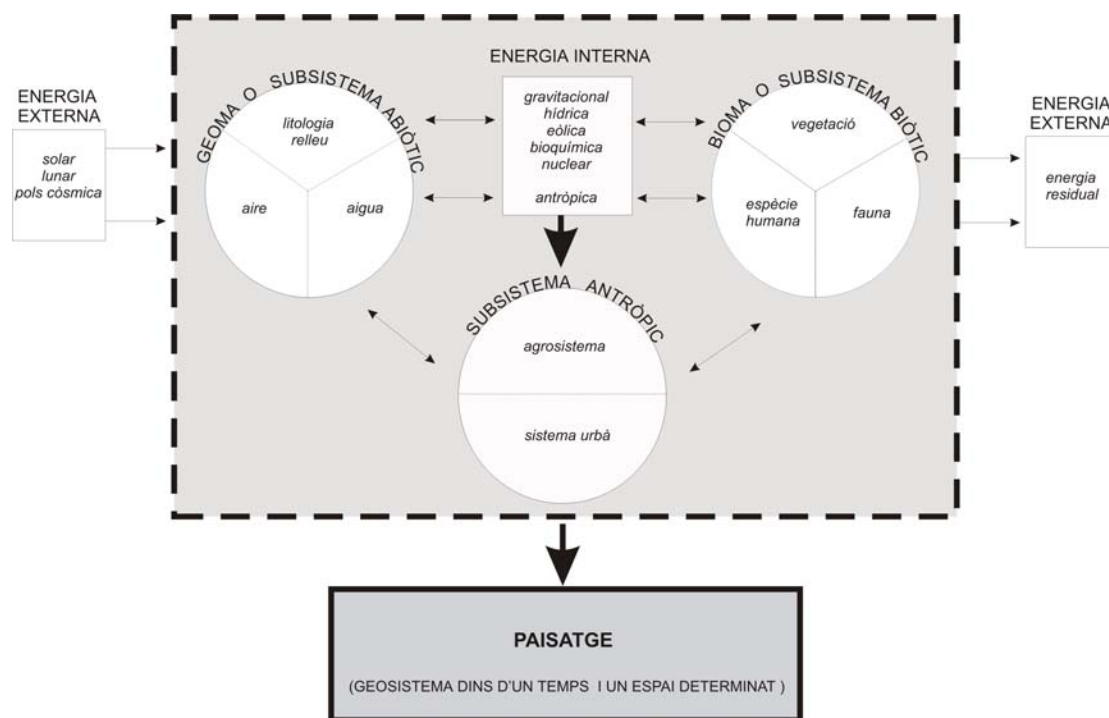 ENERGIA
EXTERNA
solar
lunar
pols còsmica
GEOMA O SUBSISTEMA ABIÒTIC
litologia
relleu
aire
aigua
ENERGIA INTERNA
gravitacional
hídrica
eòlica
bioquímica
nuclear
antròpica
BIOMA O SUBSISTEMA BIÒTIC
vegetació
espècie
humana
fauna
ENERGIA
EXTERNA
energia
residual
SUBSISTEMA ANTRÒPIC
agrosistema
sistema urbà
PAISATGE
(GEOSISTEMA DINS D'UN TEMPS I UN ESPAI DETERMINAT )